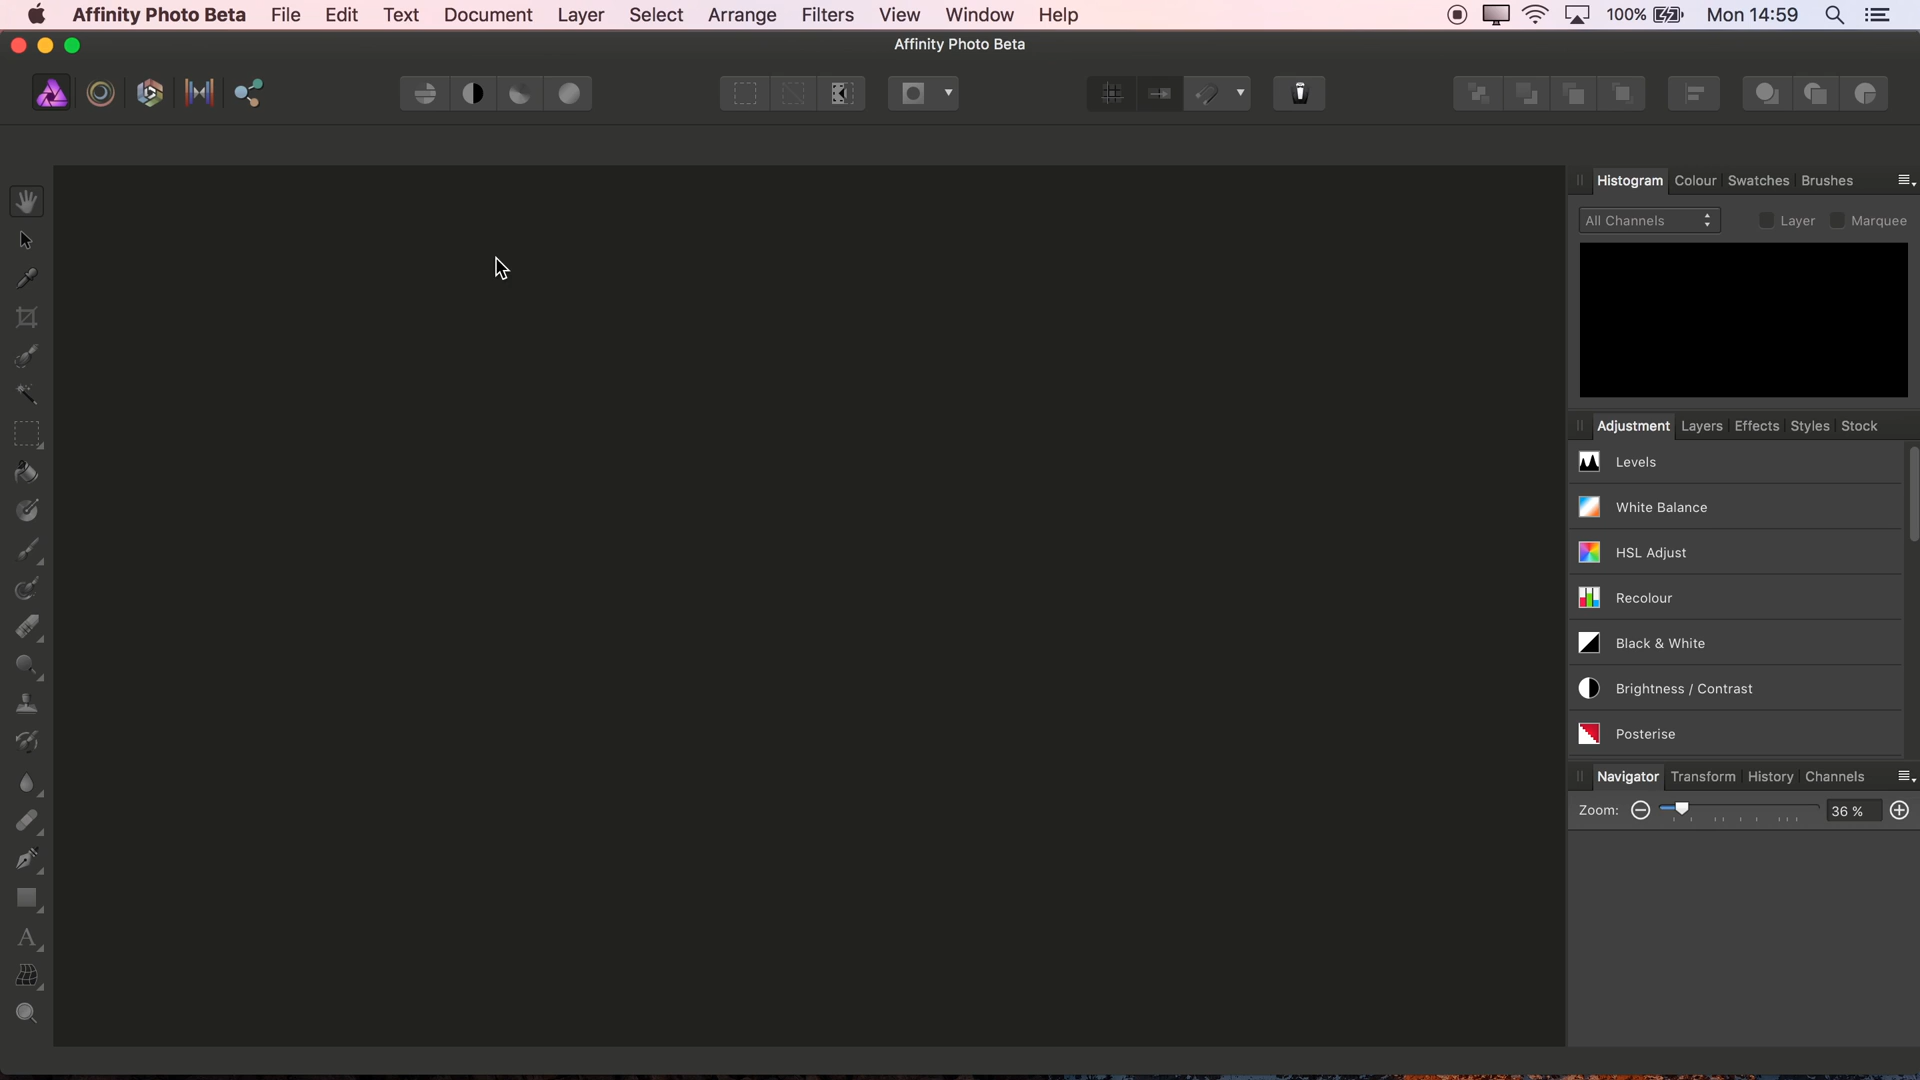 Affinity Photo Beta File Edit Text Document Layer Select Arrange Filters View Window Help 100% Mon 14:59
Affinity Photo Beta
Histogram Colour Swatches Brushes
All Channels Layer Marquee
Adjustment Layers Effects Styles Stock
Levels
White Balance
HSL Adjust
Recolour
Black & White
Brightness / Contrast
Posterise
Navigator Transform History Channels
Zoom: 36 %